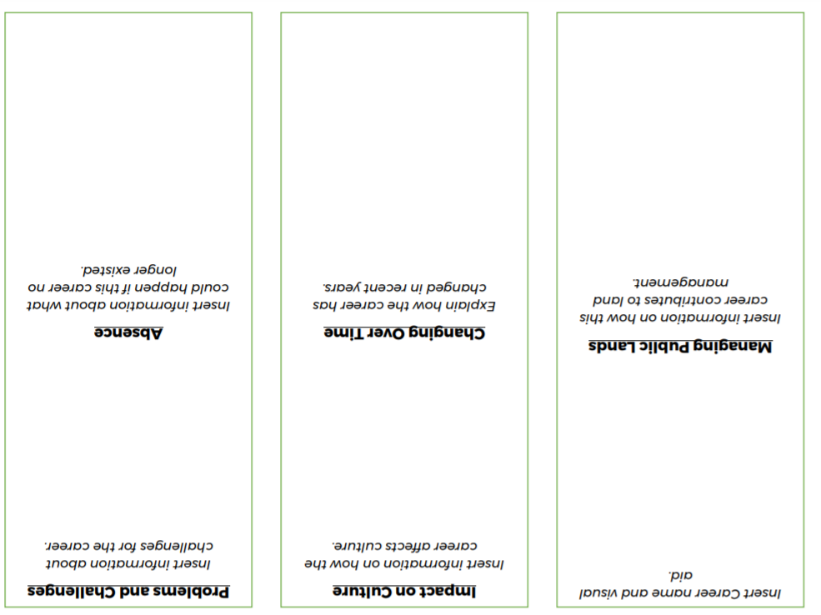 Insert Career name and visual
aid.
Managing Public Lands
Insert information on how this
career contributes to land
management.
Impact on Culture
Insert information on how the
career affects culture.
Changing Over Time
Explain how the career has
changed in recent years.
Problems and Challenges
Insert information about
challenges for the career.
Absence
Insert information about what
could happen if this career no
longer existed.